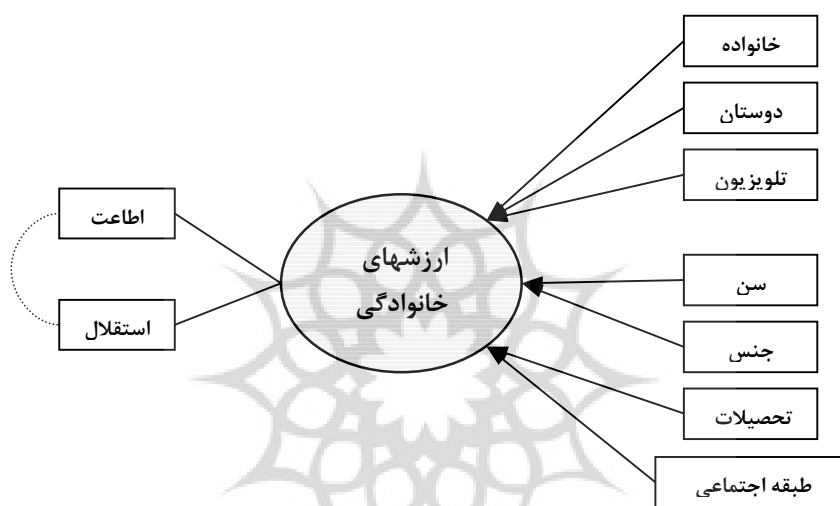 خانواده
دوستان
تلویزیون
سن
جنس
تحصیلات
طبقه اجتماعی
ارزشهای
خانوادگی
اطاعت
استقلال